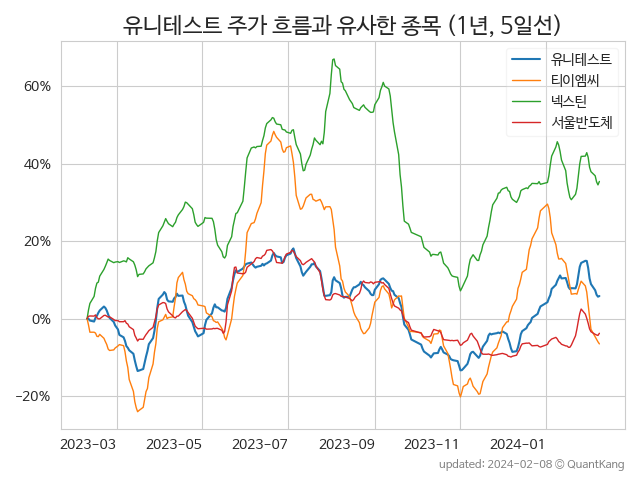 유니테스트 주가 흐름과 유사한 종목 (1년, 5일선)
유니테스트
티이엠씨
넥스틴
서울반도체
60%
40%
20%
0%
−20%
2023-03 2023-05 2023-07 2023-09 2023-11 2024-01
updated: 2024-02-08 © QuantKang